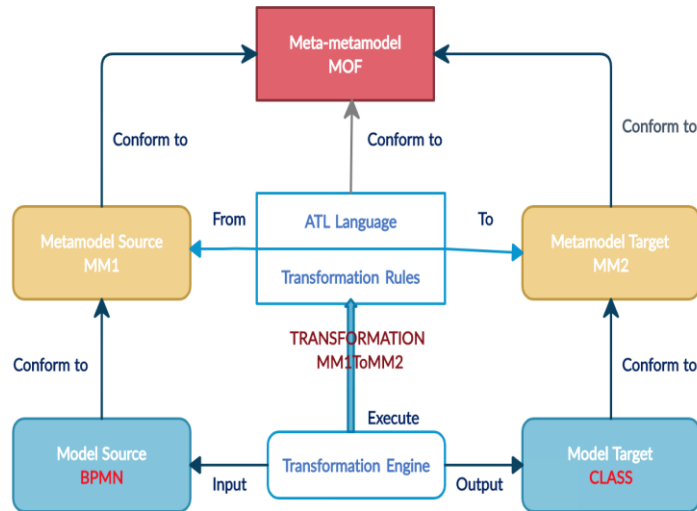 Meta-metamodel
MOF
Conform to
Conform to
Conform to
From
ATL Language
To
Metamodel Source
MM1
Transformation Rules
Metamodel Target
MM2
TRANSFORMATION
MM1ToMM2
Conform to
Conform to
Execute
Model Source
BPMN
Input
Transformation Engine
Output
Model Target
CLASS